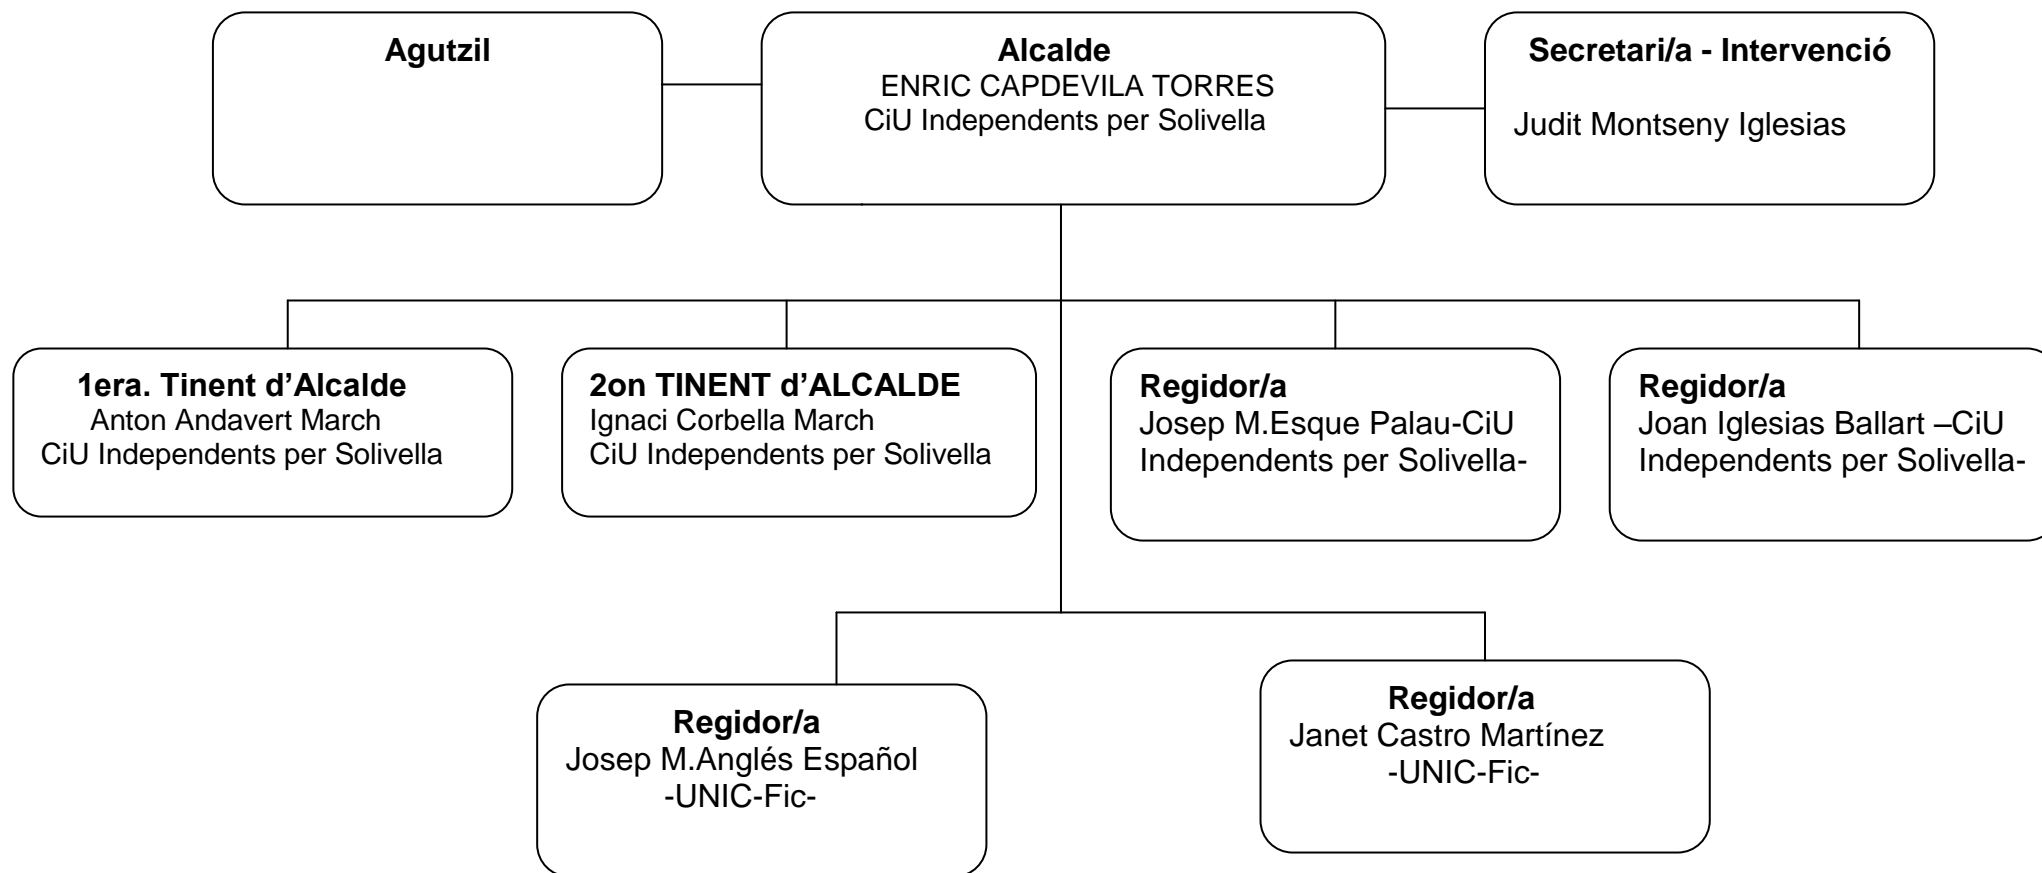 Agutzil
Alcalde
ENRIC CAPDEVILA TORRES
CiU Independents per Solivella
Secretari/a - Intervenció
Judit Montseny Iglesias
1era. Tinent d’Alcalde
Anton Andavert March
CiU Independents per Solivella
2on TINENT d’ALCALDE
Ignaci Corbella March
CiU Independents per Solivella
Regidor/a
Josep M.Esque Palau-CiU
Independents per Solivella-
Regidor/a
Joan Iglesias Ballart –CiU
Independents per Solivella-
Regidor/a
Josep M.Anglés Español
-UNIC-Fic-
Regidor/a
Janet Castro Martínez
-UNIC-Fic-